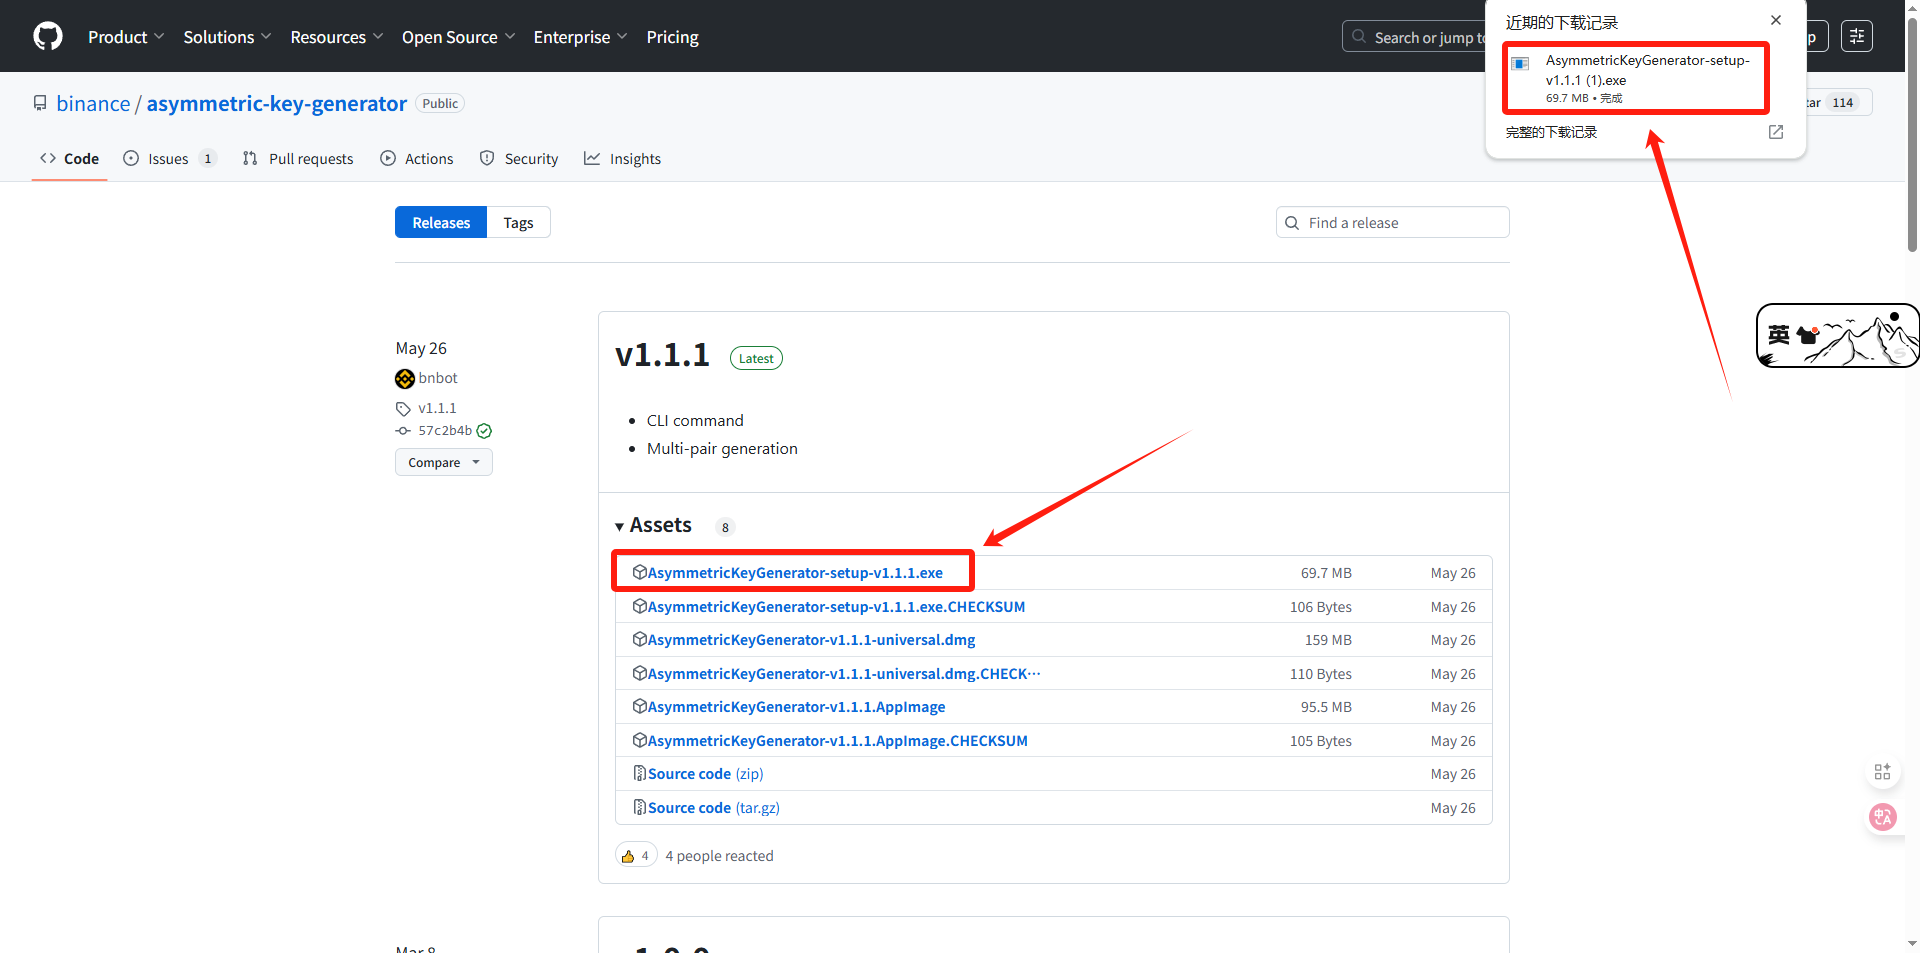 Product
Solutions
Resources
Open Source
Enterprise
Pricing
Search or jump to
p
近期的下载记录
AsymmetricKeyGenerator-setup-
v1.1.1 (1).exe
69.7 MB • 完成
完整的下载记录
binance / asymmetric-key-generator
Public
tar 114
Code
Issues 1
Pull requests
Actions
Security
Insights
Releases
Tags
Find a release
May 26
bnbot
v1.1.1
57c2b4b
Compare
v1.1.1
Latest
CLI command
Multi-pair generation
英
Assets 8
AsymmetricKeyGenerator-setup-v1.1.1.exe 69.7 MB May 26
AsymmetricKeyGenerator-setup-v1.1.1.exe.CHECKSUM 106 Bytes May 26
AsymmetricKeyGenerator-v1.1.1-universal.dmg 159 MB May 26
AsymmetricKeyGenerator-v1.1.1-universal.dmg.CHECK··· 110 Bytes May 26
AsymmetricKeyGenerator-v1.1.1.AppImage 95.5 MB May 26
AsymmetricKeyGenerator-v1.1.1.AppImage.CHECKSUM 105 Bytes May 26
Source code (zip) May 26
Source code (tar.gz) May 26
4
4 people reacted
中A
Mar 8